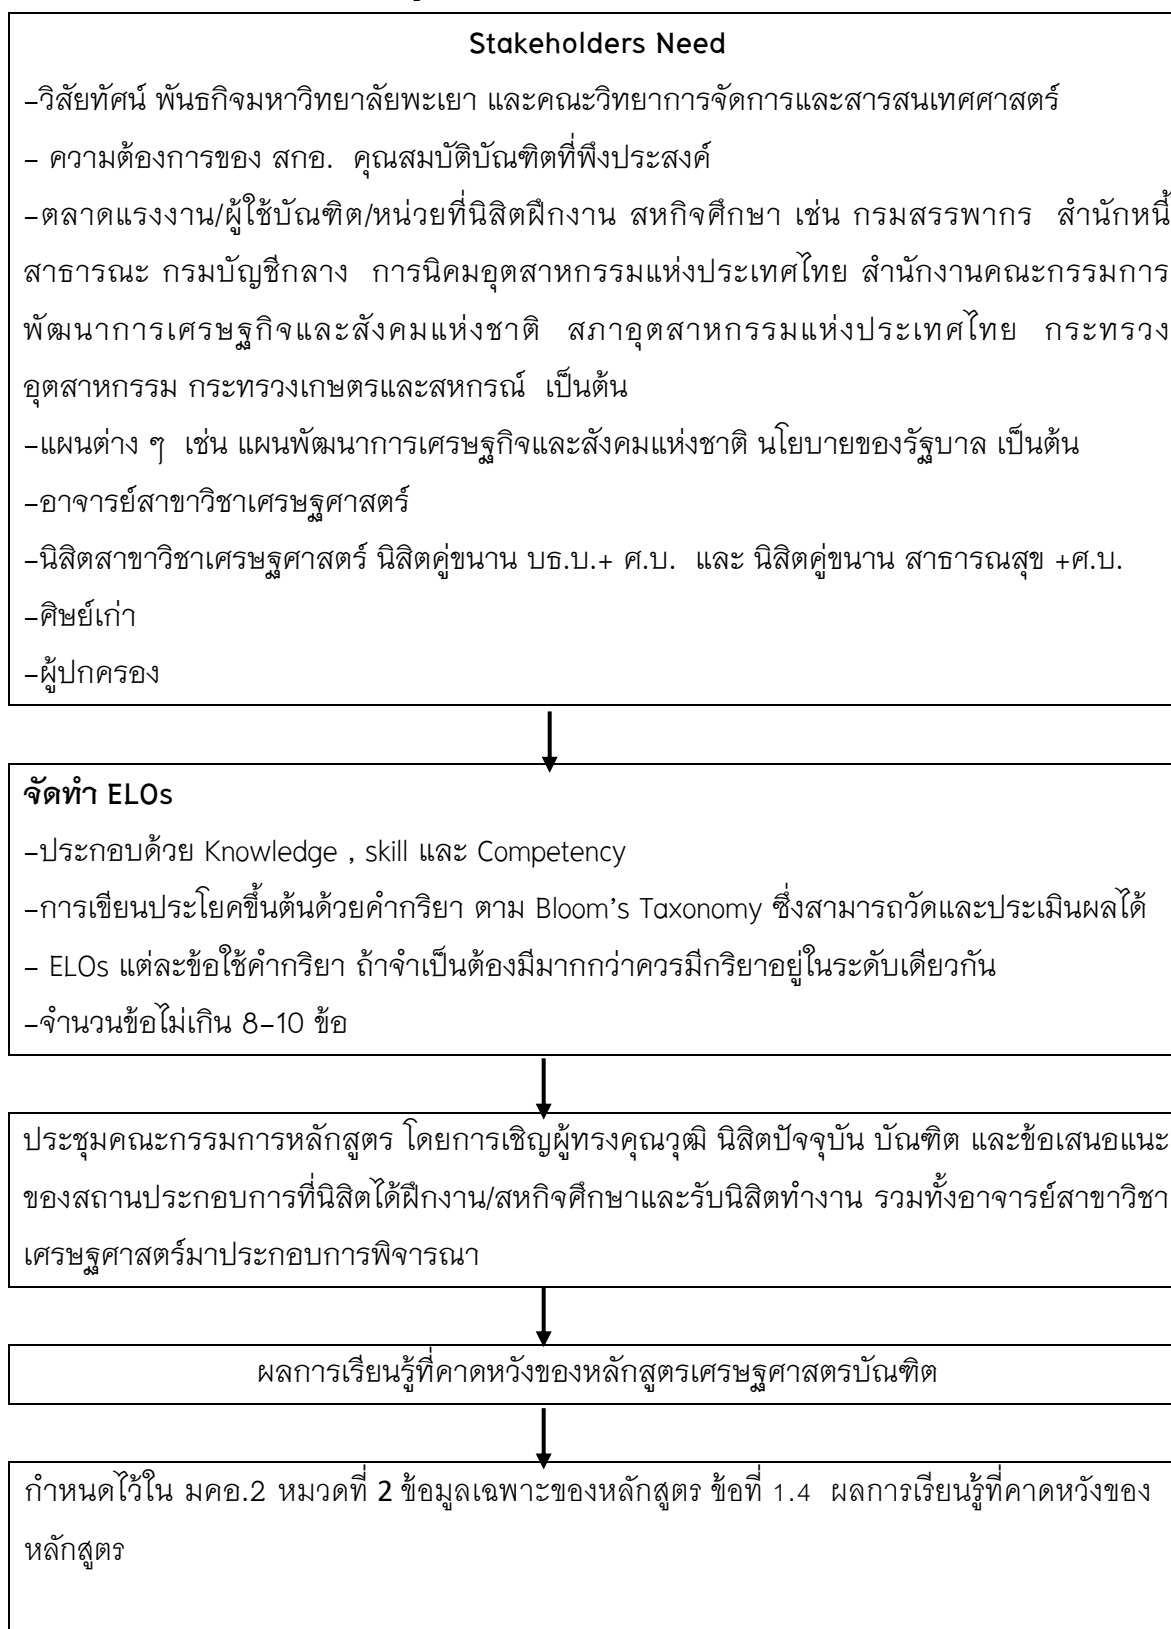 Stakeholders Need
-วิสัยทัศน์ พันธกิจมหาวิทยาลัยพะเยา และคณะวิทยาการจัดการและสารสนเทศศาสตร์
- ความต้องการของ สกอ. คุณสมบัติบัณฑิตที่พึงประสงค์
-ตลาดแรงงาน/ผู้ใช้บัณฑิต/หน่วยที่นิสิตฝึกงาน สหกิจศึกษา เช่น กรมสรรพากร สำนักหนี้
สาธารณะ กรมบัญชีกลาง การนิคมอุตสาหกรรมแห่งประเทศไทย สำนักงานคณะกรรมการ
พัฒนาการเศรษฐกิจและสังคมแห่งชาติ สภาอุตสาหกรรมแห่งประเทศไทย กระทรวง
อุตสาหกรรม กระทรวงเกษตรและสหกรณ์ เป็นต้น
-แผนต่าง ๆ เช่น แผนพัฒนาการเศรษฐกิจและสังคมแห่งชาติ นโยบายของรัฐบาล เป็นต้น
-อาจารย์สาขาวิชาเศรษฐศาสตร์
-นิสิตสาขาวิชาเศรษฐศาสตร์ นิสิตคู่ขนาน บธ.บ.+ ศ.บ. และ นิสิตคู่ขนาน สาธารณสุข +ศ.บ.
-ศิษย์เก่า
-ผู้ปกครอง
จัดทำ ELOs
-ประกอบด้วย Knowledge , skill และ Competency
-การเขียนประโยคขึ้นต้นด้วยคำกริยา ตาม Bloom's Taxonomy ซึ่งสามารถวัดและประเมินผลได้
- ELOs แต่ละข้อใช้คำกริยา ถ้าจำเป็นต้องมีมากกว่าควรมีกริยาอยู่ในระดับเดียวกัน
-จำนวนข้อไม่เกิน 8-10 ข้อ
ประชุมคณะกรรมการหลักสูตร โดยการเชิญผู้ทรงคุณวุฒิ นิสิตปัจจุบัน บัณฑิต และข้อเสนอแนะ
ของสถานประกอบการที่นิสิตได้ฝึกงาน/สหกิจศึกษาและรับนิสิตทำงาน รวมทั้งอาจารย์สาขาวิชา
เศรษฐศาสตร์มาประกอบการพิจารณา
ผลการเรียนรู้ที่คาดหวังของหลักสูตรเศรษฐศาสตรบัณฑิต
กำหนดไว้ใน มคอ.2 หมวดที่ 2 ข้อมูลเฉพาะของหลักสูตร ข้อที่ 1.4 ผลการเรียนรู้ที่คาดหวังของ
หลักสูตร